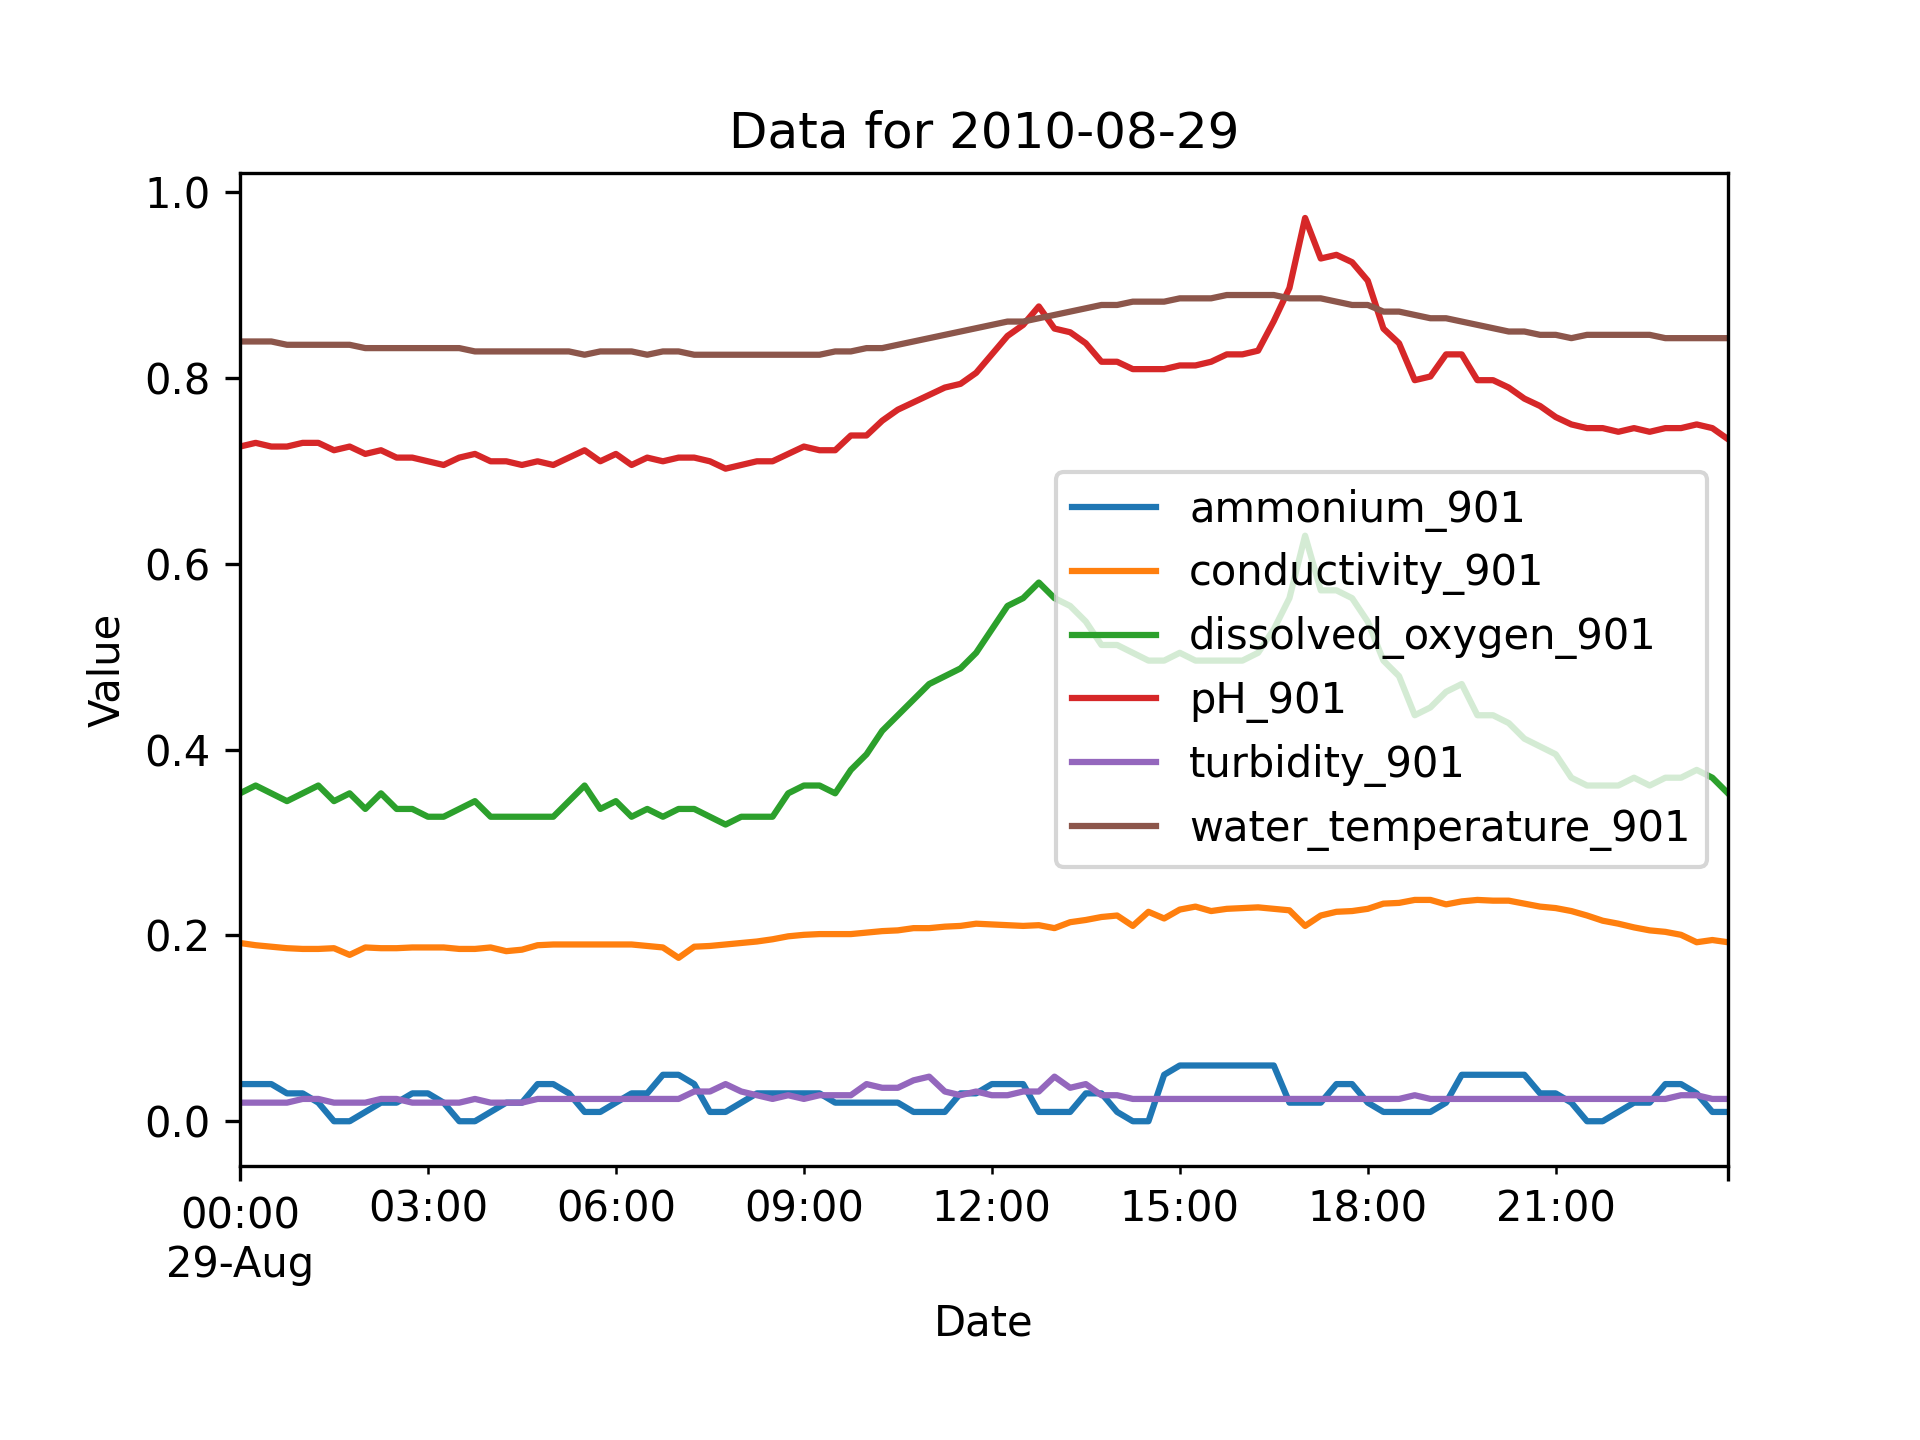 Data for 2010-08-29
1.0
0.8
0.6
0.4
0.2
0.0
Value
ammonium_901
conductivity_901
dissolved_oxygen_901
pH_901
turbidity_901
water_temperature_901
00:00 03:00 06:00 09:00 12:00 15:00 18:00 21:00
29-Aug
Date